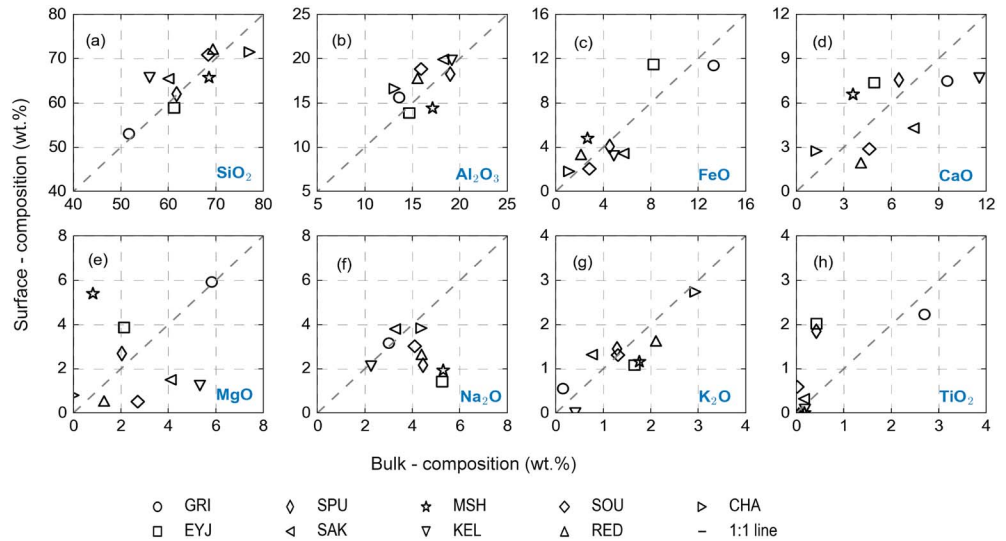 Surface - composition (wt.%)
(a) SiO₂
80
70
60
50
40
40 50 60 70 80
(b) Al₂O₃
25
20
15
10
5
5 10 15 20 25
(c) FeO
16
12
8
4
0
0 4 8 12 16
(d) CaO
12
9
6
3
0
0 3 6 9 12
(e) MgO
8
6
4
2
0
0 2 4 6 8
(f) Na₂O
8
6
4
2
0
0 2 4 6 8
(g) K₂O
4
3
2
1
0
0 1 2 3 4
(h) TiO₂
4
3
2
1
0
0 1 2 3 4
Bulk - composition (wt.%)
GRI SPU MSH SOU CHA
EYJ SAK KEL RED 1:1 line